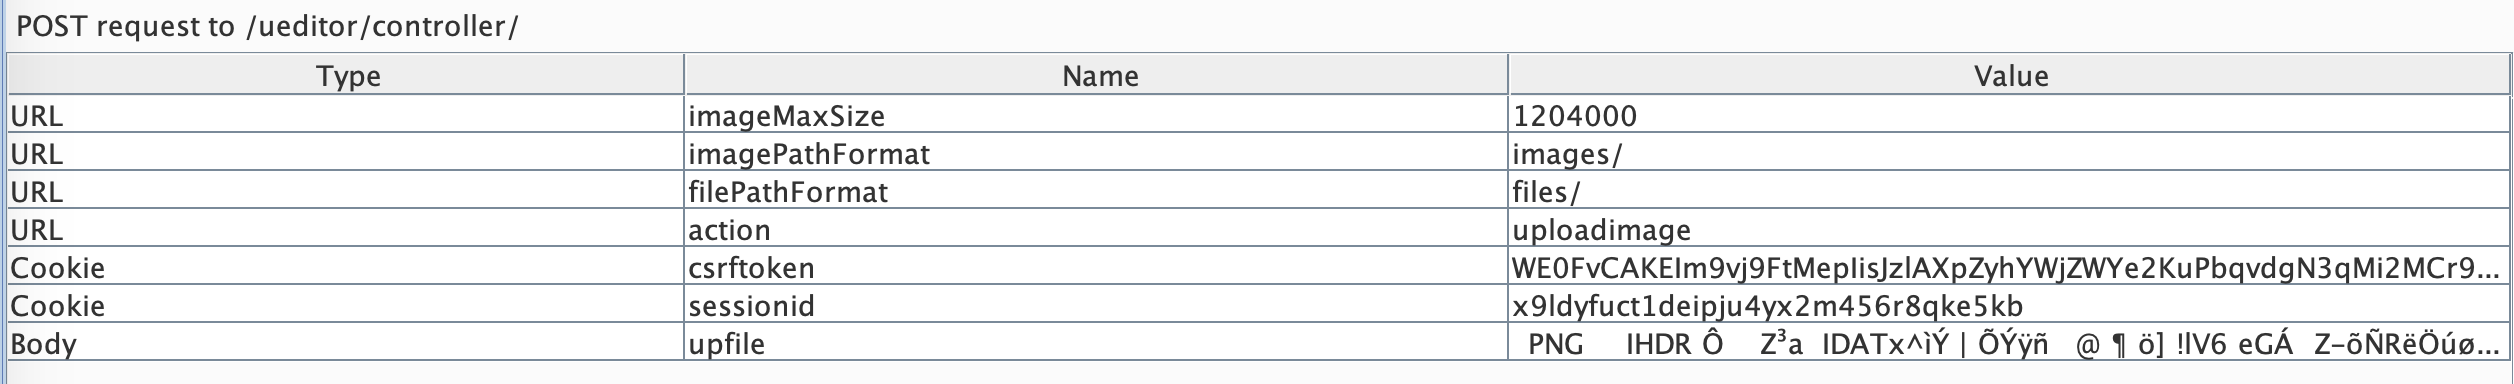 POST request to /ueditor/controller/
Type Name Value
URL imageMaxSize 1204000
URL imagePathFormat images/
URL filePathFormat files/
URL action uploadimage
Cookie csrftoken WE0FvCAKEIm9vj9FtMepIisJzlAXpZyhYWjZWYe2KuPbqvdgN3qMi2MCr9...
Cookie sessionid x9ldyfuct1deipju4yx2m456r8qke5kb
Body upfile PNG IHDR Ô Z³a IDATx^ìÝ | ÕÝÿñ @ ¶ ö] !lV6 eGÁ Z-õÑRëÖúø...